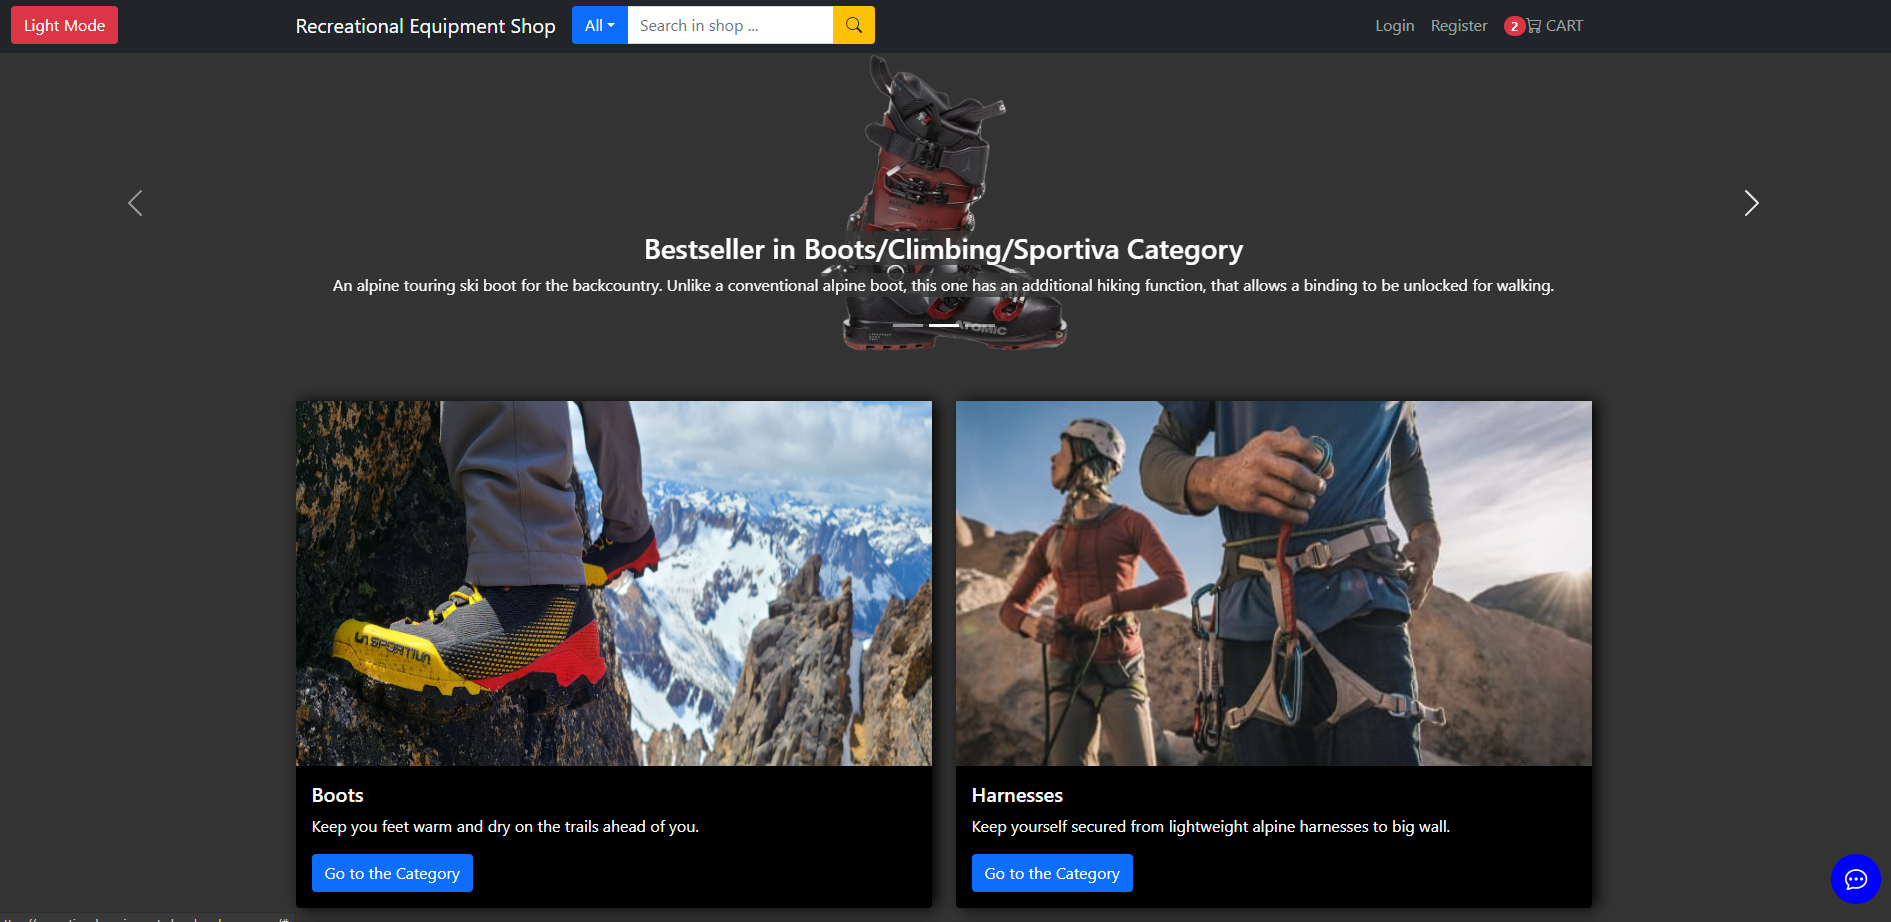 Light Mode
Recreational Equipment Shop
All
Search in shop ...
Login
Register
2 CART
Bestseller in Boots/Climbing/Sportiva Category
An alpine touring ski boot for the backcountry. Unlike a conventional alpine boot, this one has an additional hiking function, that allows a binding to be unlocked for walking.
ATOMIC
LA SPORTIVA
Boots
Keep you feet warm and dry on the trails ahead of you.
Go to the Category
Harnesses
Keep yourself secured from lightweight alpine harnesses to big wall.
Go to the Category